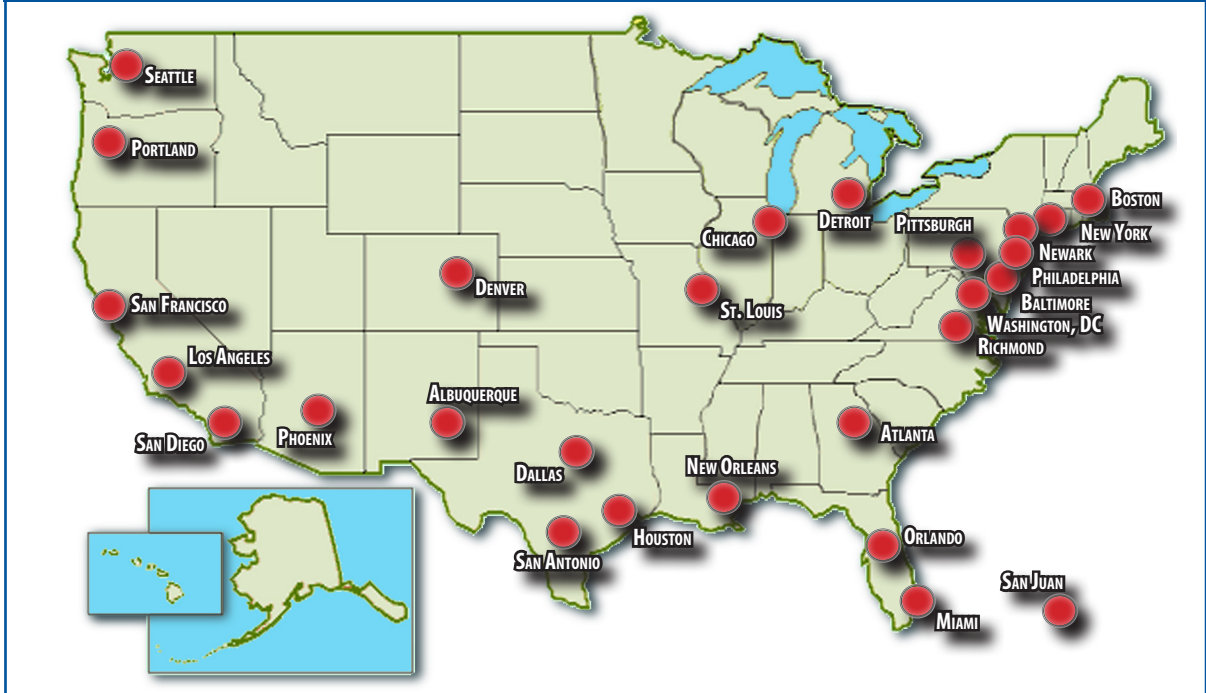 SEATTLE
PORTLAND
SAN FRANCISCO
LOS ANGELES
SAN DIEGO
PHOENIX
ALBUQUERQUE
DENVER
DALLAS
SAN ANTONIO
HOUSTON
NEW ORLEANS
ST. LOUIS
CHICAGO
DETROIT
PITTSBURGH
BOSTON
NEW YORK
NEWARK
PHILADELPHIA
BALTIMORE
WASHINGTON, DC
RICHMOND
ATLANTA
ORLANDO
MIAMI
SAN JUAN